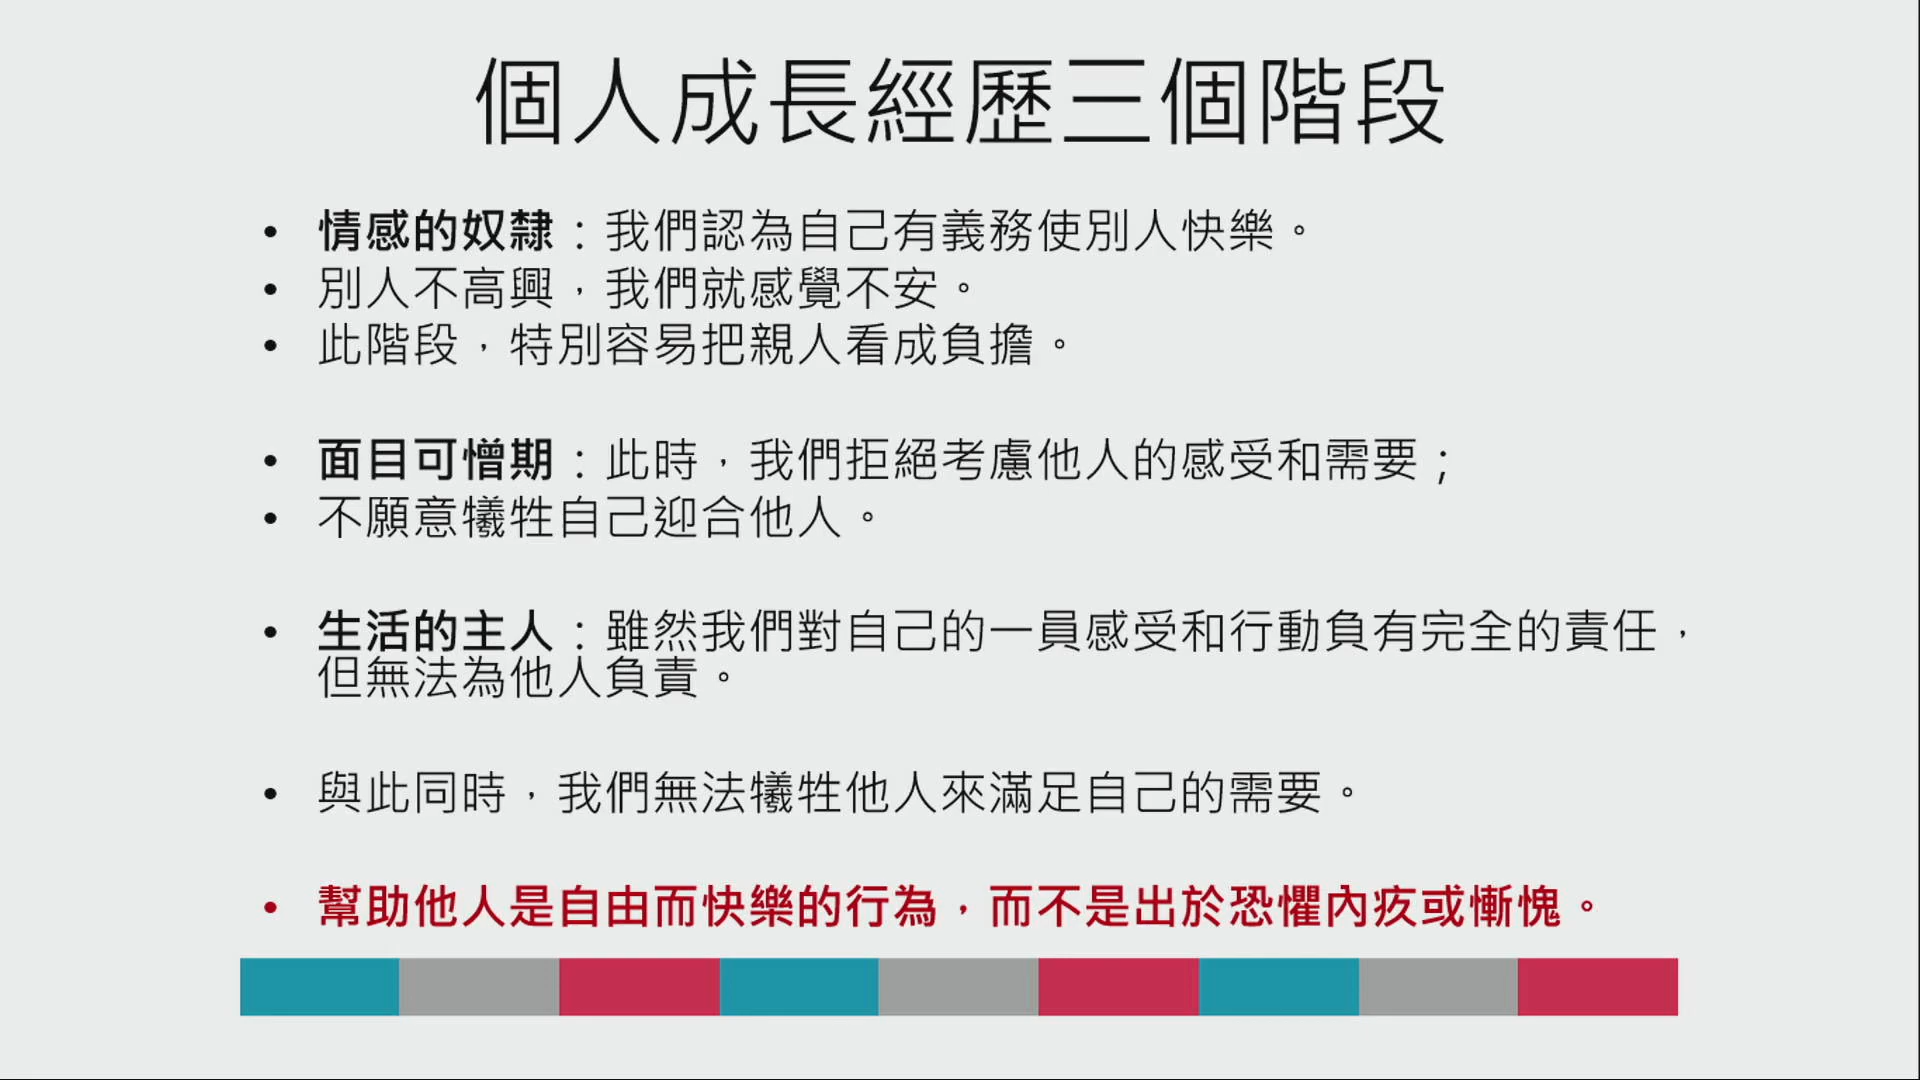 個人成長經歷三個階段
• 情感的奴隸：我們認為自己有義務使別人快樂。
• 別人不高興，我們就感覺不安。
• 此階段，特別容易把親人看成負擔。
• 面目可憎期：此時，我們拒絕考慮他人的感受和需要；
• 不願意犧牲自己迎合他人。
• 生活的主人：雖然我們對自己的一員感受和行動負有完全的責任，
但無法為他人負責。
• 與此同時，我們無法犧牲他人來滿足自己的需要。
• 幫助他人是自由而快樂的行為，而不是出於恐懼內疚或慚愧。